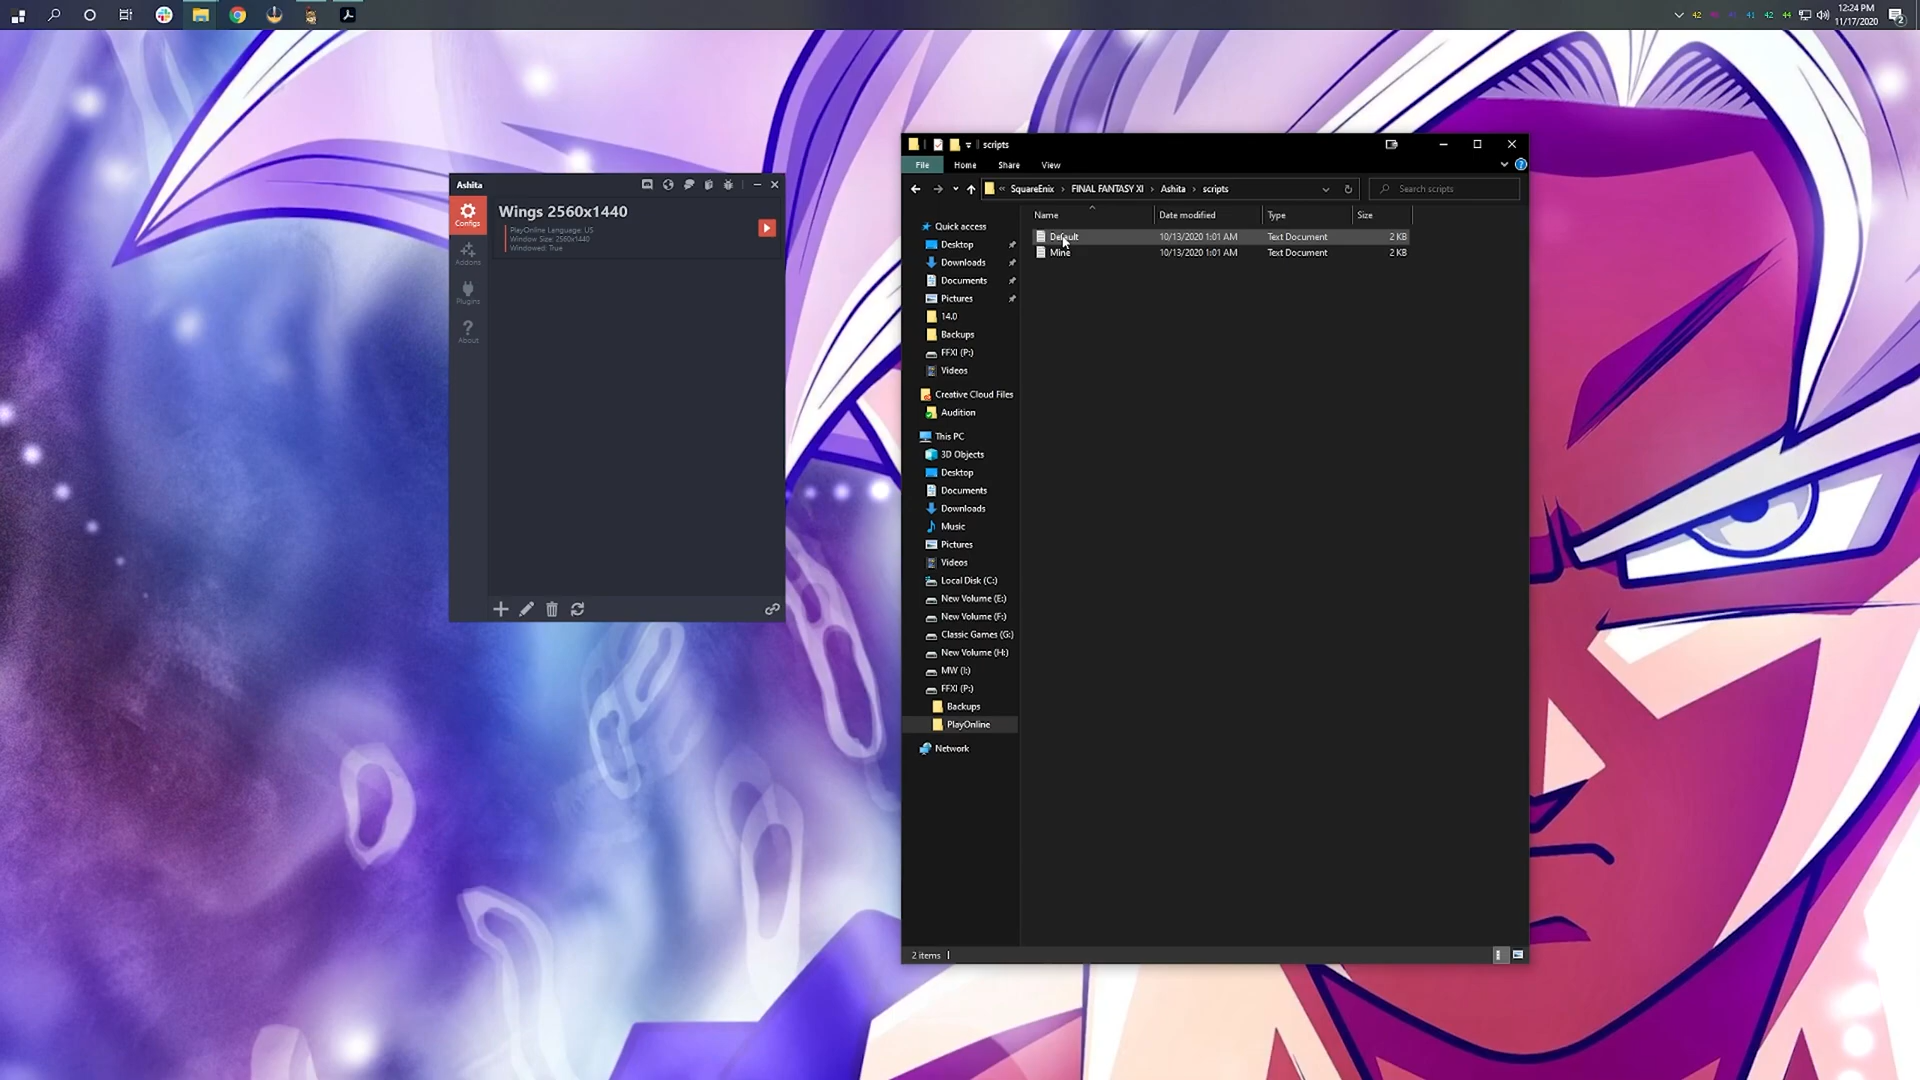 42 41 42 44
12:24 PM
11/17/2020
2
Ashita
Configs
Addons
Plugins
About
Wings 2560x1440
PlayOnline Language: US
Window Size: 2560x1440
Windowed: True
scripts
File Home Share View
« SquareEnix > FINAL FANTASY XI > Ashita > scripts
Search scripts
Name Date modified Type Size
Default 10/13/2020 1:01 AM Text Document 2 KB
Mine 10/13/2020 1:01 AM Text Document 2 KB
Quick access
Desktop
Downloads
Documents
Pictures
14.0
Backups
FFXI (P:)
Videos
Creative Cloud Files
Audition
This PC
3D Objects
Desktop
Documents
Downloads
Music
Pictures
Videos
Local Disk (C:)
New Volume (E:)
New Volume (F:)
Classic Games (G:)
New Volume (H:)
MW (I:)
FFXI (P:)
Backups
PlayOnline
Network
2 items